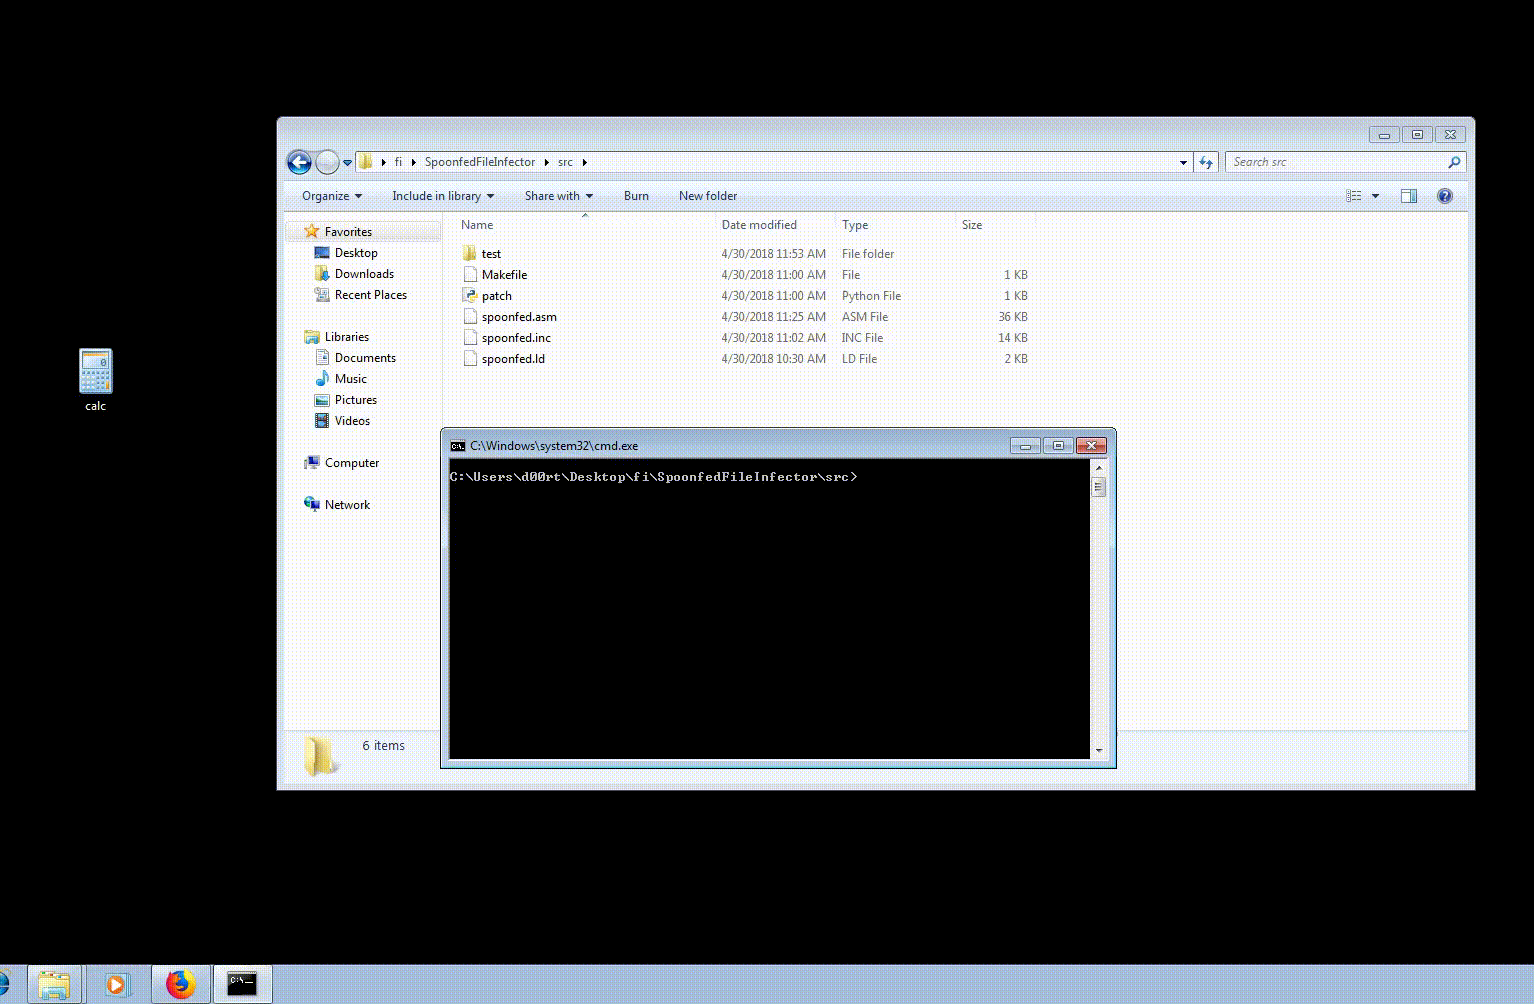 fi SpoonfedFileInfector src
Search src
Organize Include in library Share with Burn New folder
Name Date modified Type Size
Favorites
Desktop
Downloads
Recent Places
Libraries
Documents
Music
Pictures
Videos
Computer
Network
test 4/30/2018 11:53 AM File folder
Makefile 4/30/2018 11:00 AM File 1 KB
patch 4/30/2018 11:00 AM Python File 1 KB
spoonfed.asm 4/30/2018 11:25 AM ASM File 36 KB
spoonfed.inc 4/30/2018 11:02 AM INC File 14 KB
spoonfed.ld 4/30/2018 10:30 AM LD File 2 KB
calc
C:\Windows\system32\cmd.exe
C:\Users\d00rt\Desktop\fi\SpoonfedFileInfector\src>
6 items